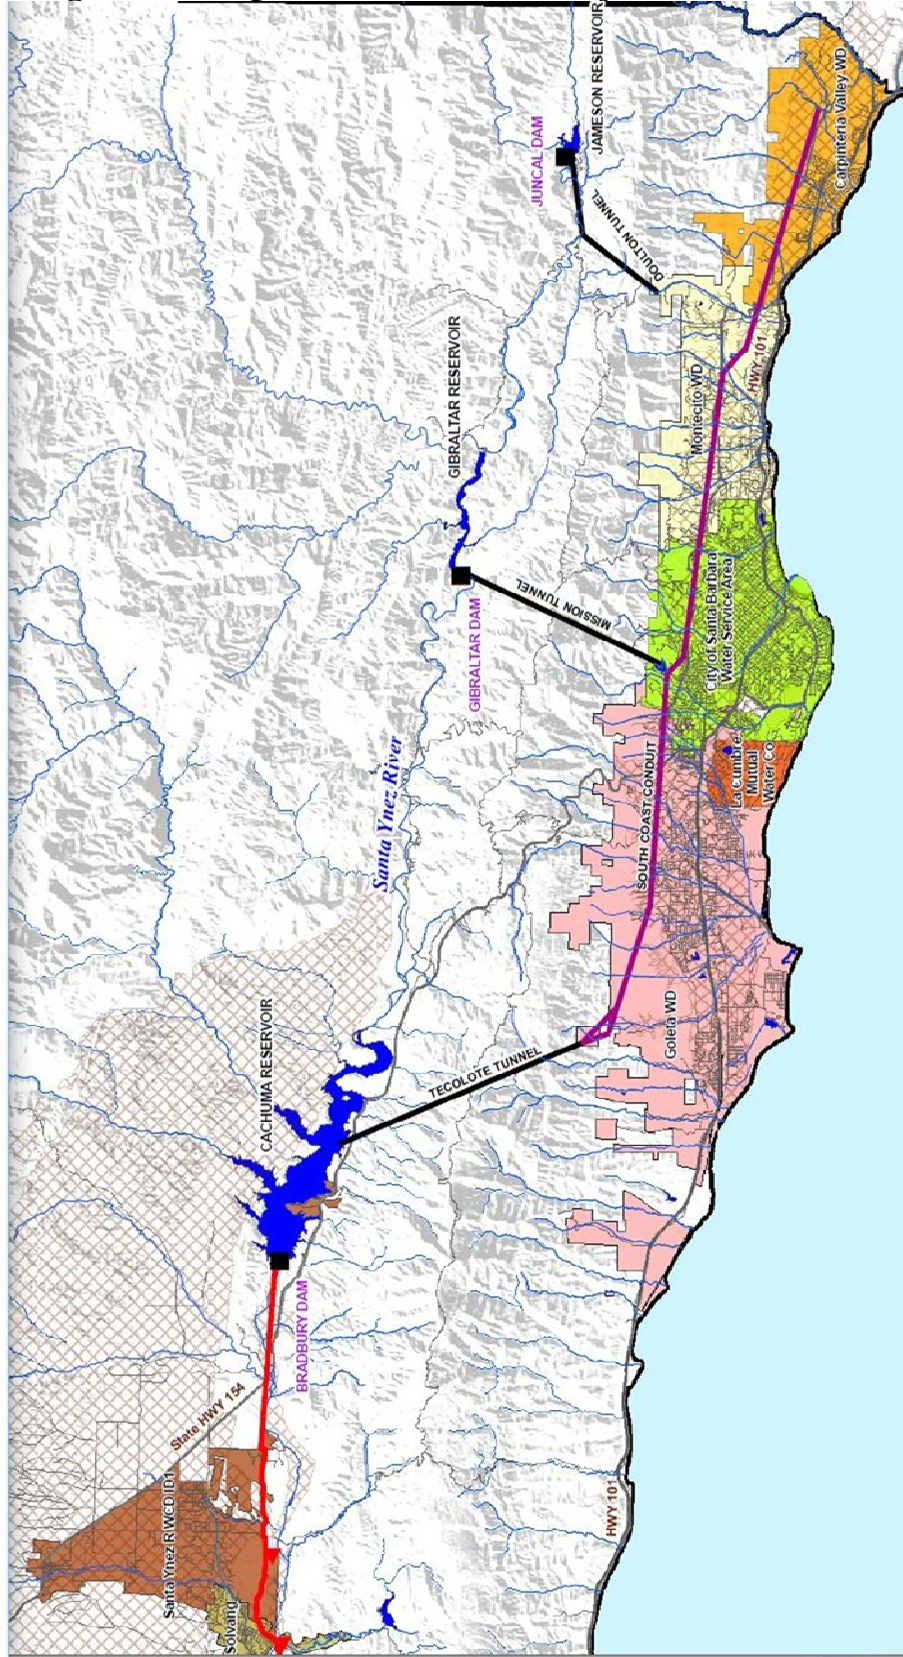 JAMESON RESERVOIR
JUNCAL DAM
DOULTON TUNNEL
Carpinteria Valley WD
GIBRALTAR RESERVOIR
GIBRALTAR DAM
MISSION TUNNEL
Montecito WD
HWY 101
City of Santa Barbara
Water Service Area
La Cumbre
Mutual
Water Co
Santa Ynez River
SOUTH COAST CONDUIT
Goleta WD
TECOLOTE TUNNEL
CACHUMA RESERVOIR
BRADBURY DAM
State HWY 154
Santa Ynez RWCD ID1
Solvang
HWY 101